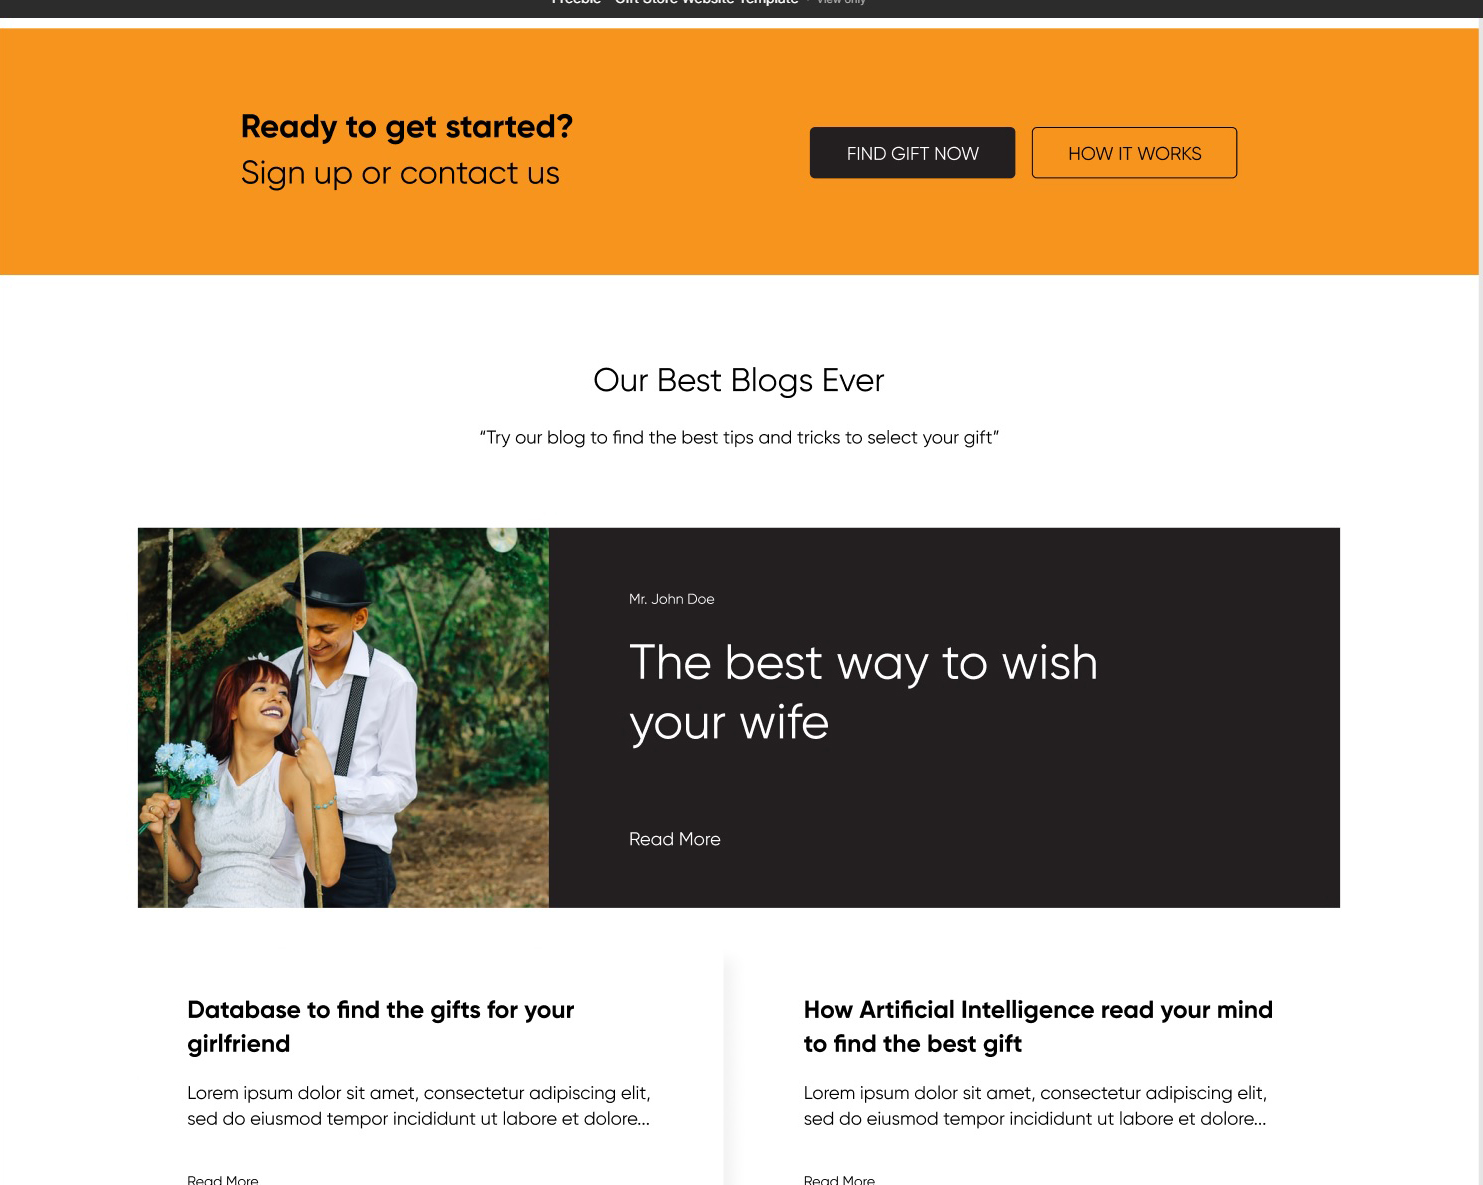 Freebie - Gift Store Website Template - View only
Ready to get started?
Sign up or contact us
FIND GIFT NOW
HOW IT WORKS
Our Best Blogs Ever
“Try our blog to find the best tips and tricks to select your gift”
Mr. John Doe
The best way to wish
your wife
Read More
Database to find the gifts for your
girlfriend
Lorem ipsum dolor sit amet, consectetur adipiscing elit,
sed do eiusmod tempor incididunt ut labore et dolore...
Read More
How Artificial Intelligence read your mind
to find the best gift
Lorem ipsum dolor sit amet, consectetur adipiscing elit,
sed do eiusmod tempor incididunt ut labore et dolore...
Read More